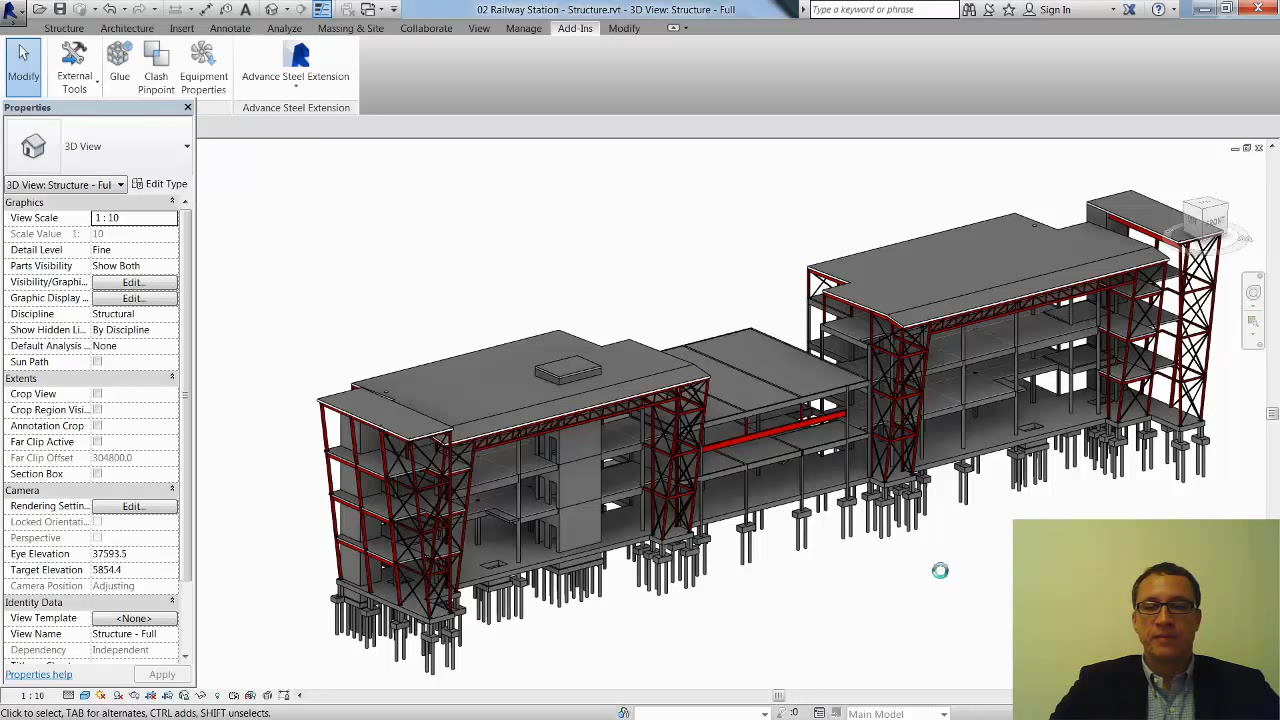 02 Railway Station - Structure.rvt - 3D View: Structure - Full
Type a keyword or phrase
Sign In
Structure Architecture Insert Annotate Analyze Massing & Site Collaborate View Manage Add-Ins Modify
Modify
External Tools
Glue
Clash Pinpoint
Equipment Properties
Advance Steel Extension
Advance Steel Extension
Properties
3D View
3D View: Structure - Ful
Edit Type
Graphics
View Scale 1 : 10
Scale Value 1: 10
Detail Level Fine
Parts Visibility Show Both
Visibility/Graphi... Edit...
Graphic Display ... Edit...
Discipline Structural
Show Hidden Li... By Discipline
Default Analysis ... None
Sun Path
Extents
Crop View
Crop Region Visi...
Annotation Crop
Far Clip Active
Far Clip Offset 304800.0
Section Box
Camera
Rendering Settin... Edit...
Locked Orientati...
Perspective
Eye Elevation 37593.5
Target Elevation 5854.4
Camera Position Adjusting
Identity Data
View Template <None>
View Name Structure - Full
Dependency Independent
Properties help
Apply
FRONT
1 : 10
Click to select, TAB for alternates, CTRL adds, SHIFT unselects.
:0
Main Model